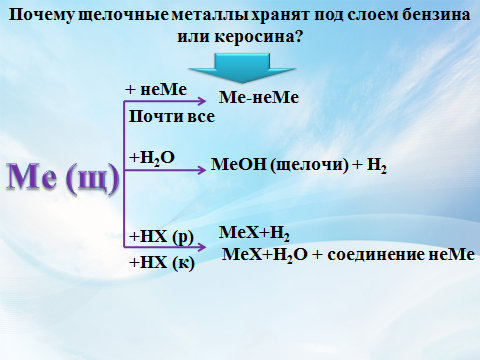 Почему щелочные металлы хранят под слоем бензина
или керосина?
+ неМе
Ме-неМе
Почти все
+H₂O
МеОН (щелочи) + H₂
Ме (щ)
+НХ (р)
МеХ+H₂
+НХ (к)
МеХ+H₂O + соединение неМе